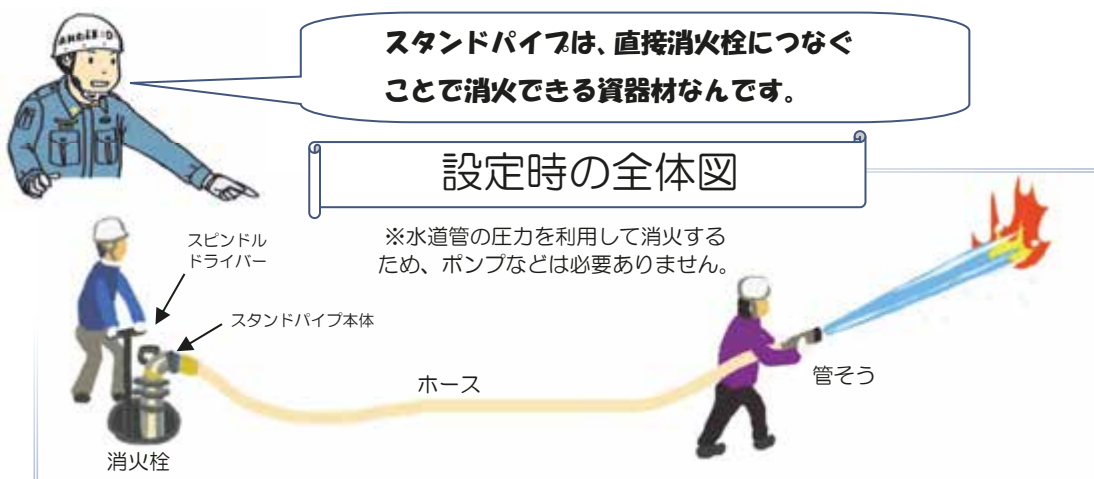 スタンドパイプは、直接消火栓につなぐ
ことで消火できる資器材なんです。
設定時の全体図
※水道管の圧力を利用して消火する
ため、ポンプなどは必要ありません。
スピンドル
ドライバー
スタンドパイプ本体
ホース
管そう
消火栓